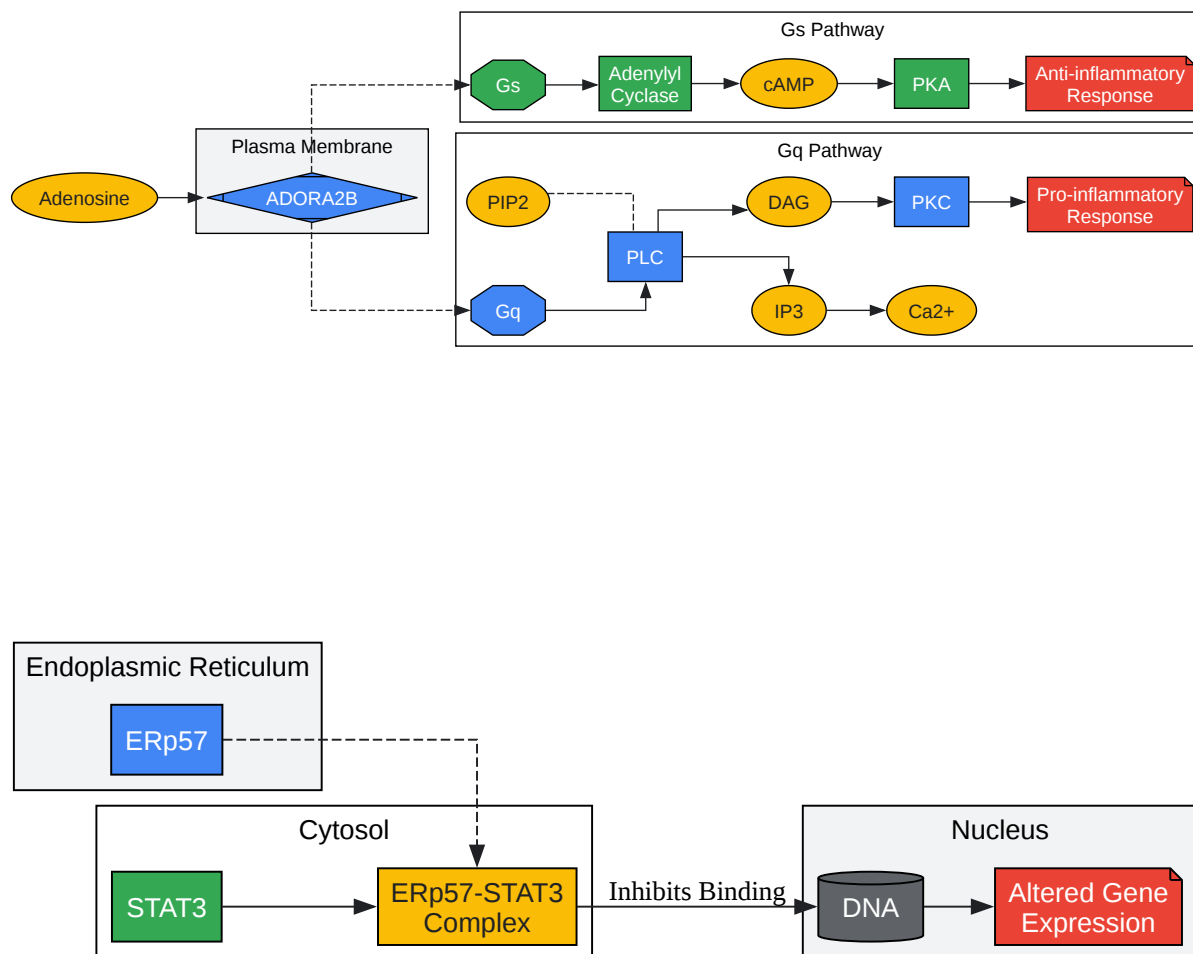 Gs Pathway
Gs
Adenylyl
Cyclase
cAMP
PKA
Anti-inflammatory
Response
Plasma Membrane
Adenosine
ADORA2B
Gq Pathway
PIP2
DAG
PKC
Pro-inflammatory
Response
PLC
Gq
IP3
Ca2+
Endoplasmic Reticulum
ERp57
Cytosol
STAT3
ERp57-STAT3
Complex
Inhibits Binding
Nucleus
DNA
Altered Gene
Expression